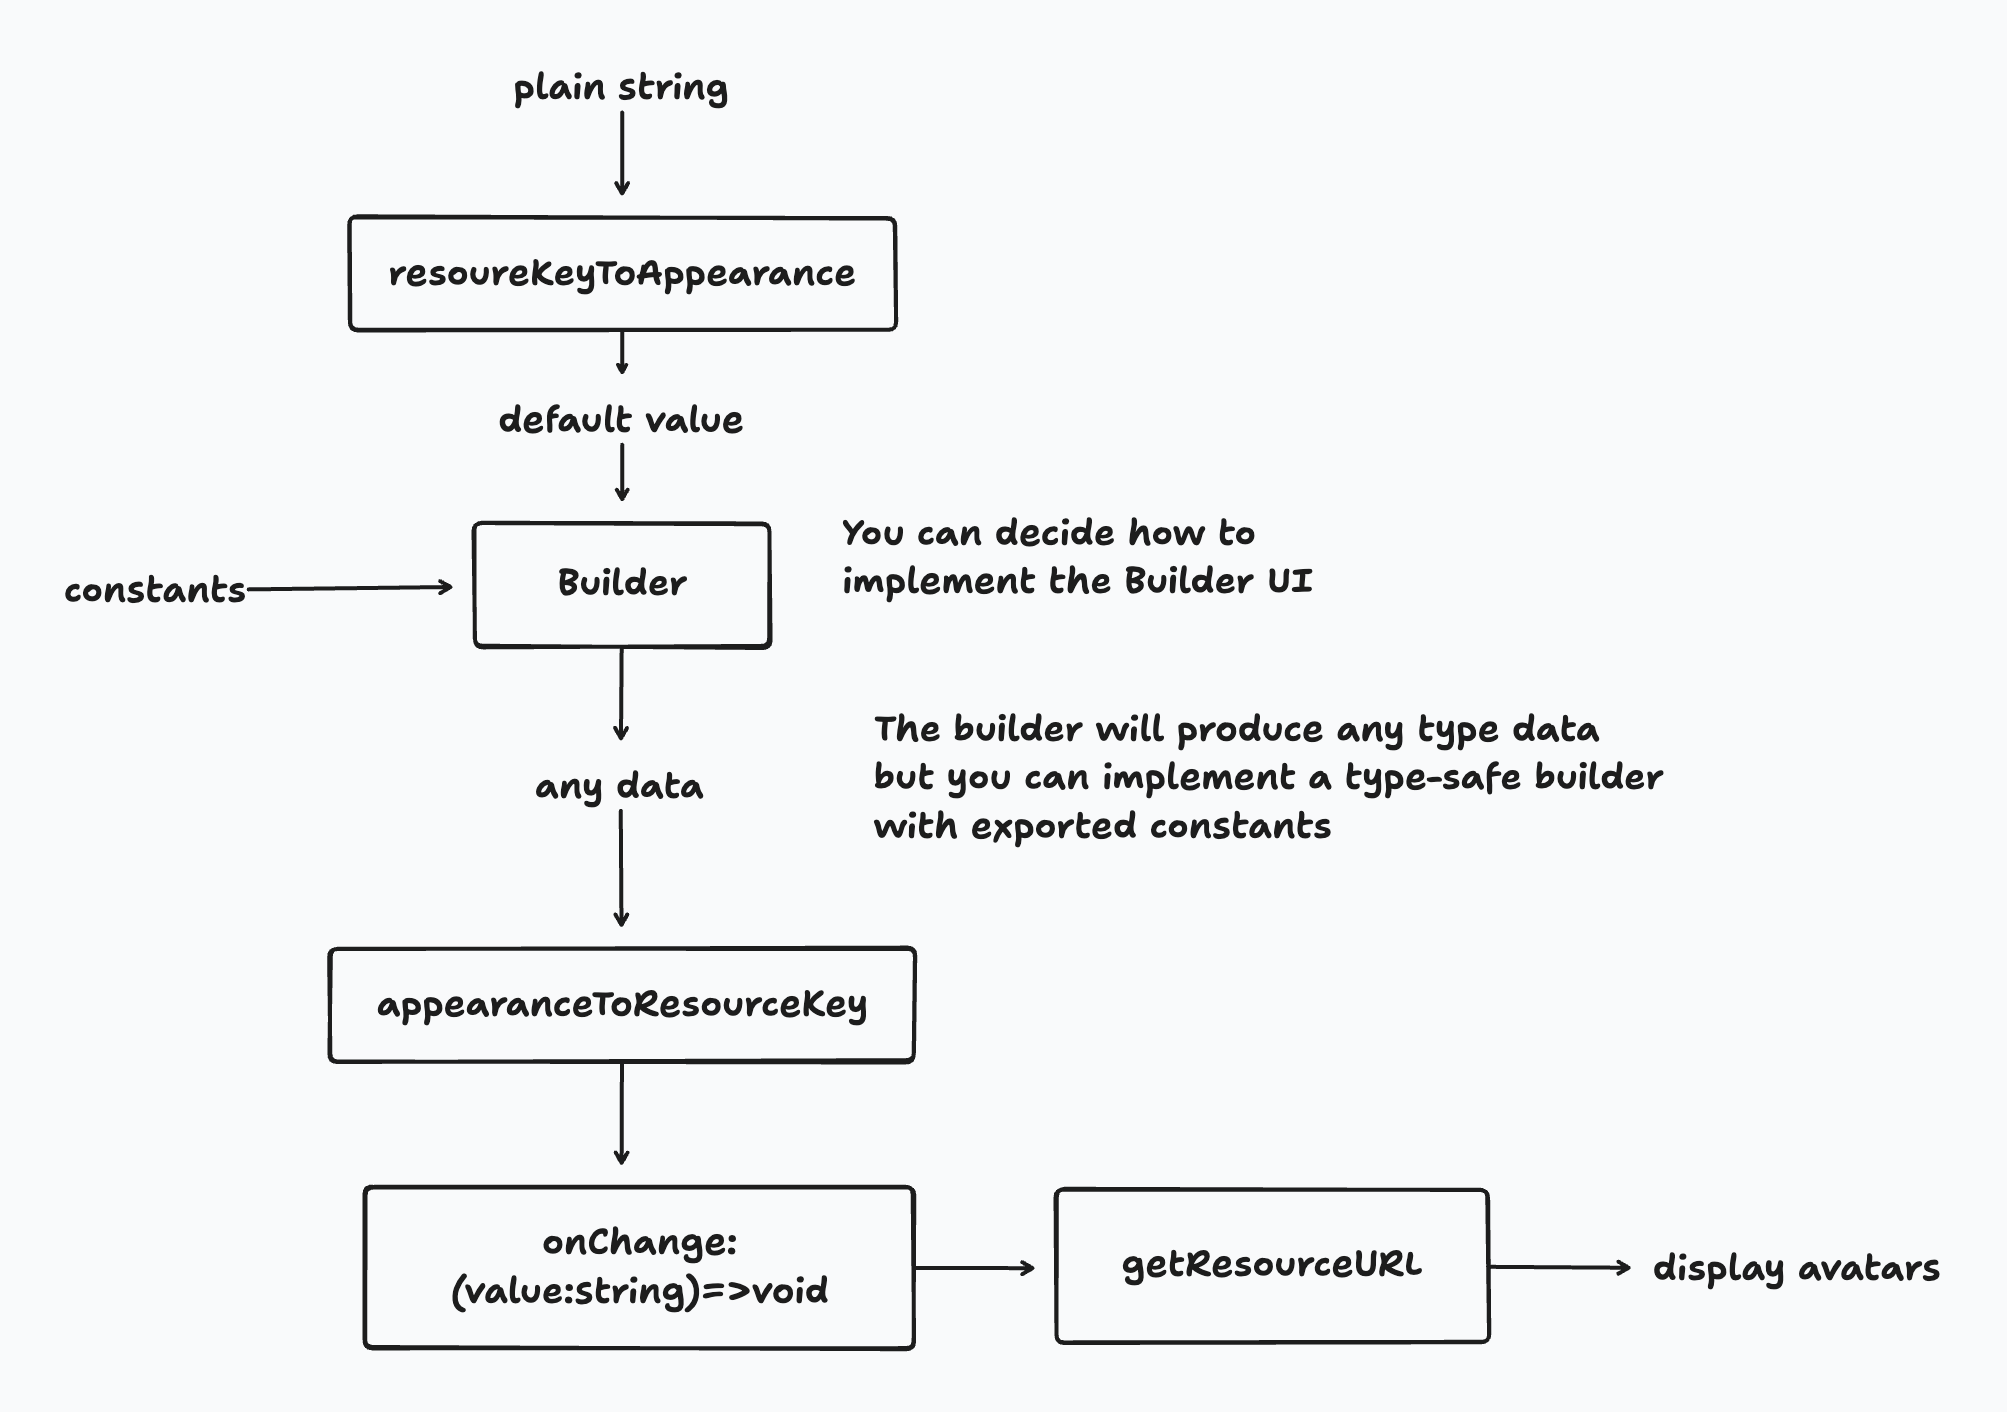 plain string
resoureKeyToAppearance
default value
You can decide how to
implement the Builder UI
constants
Builder
The builder will produce any type data
but you can implement a type-safe builder
with exported constants
any data
appearanceToResourceKey
onChange:
(value:string)=>void
getResourceURL
display avatars